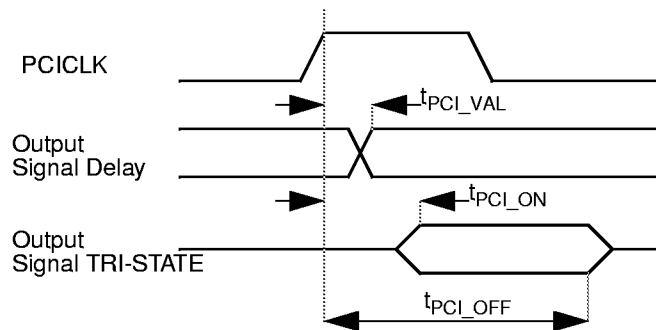 PCICLK
tPCI_VAL
Output
Signal Delay
tPCI_ON
Output
Signal TRI-STATE
tPCI_OFF